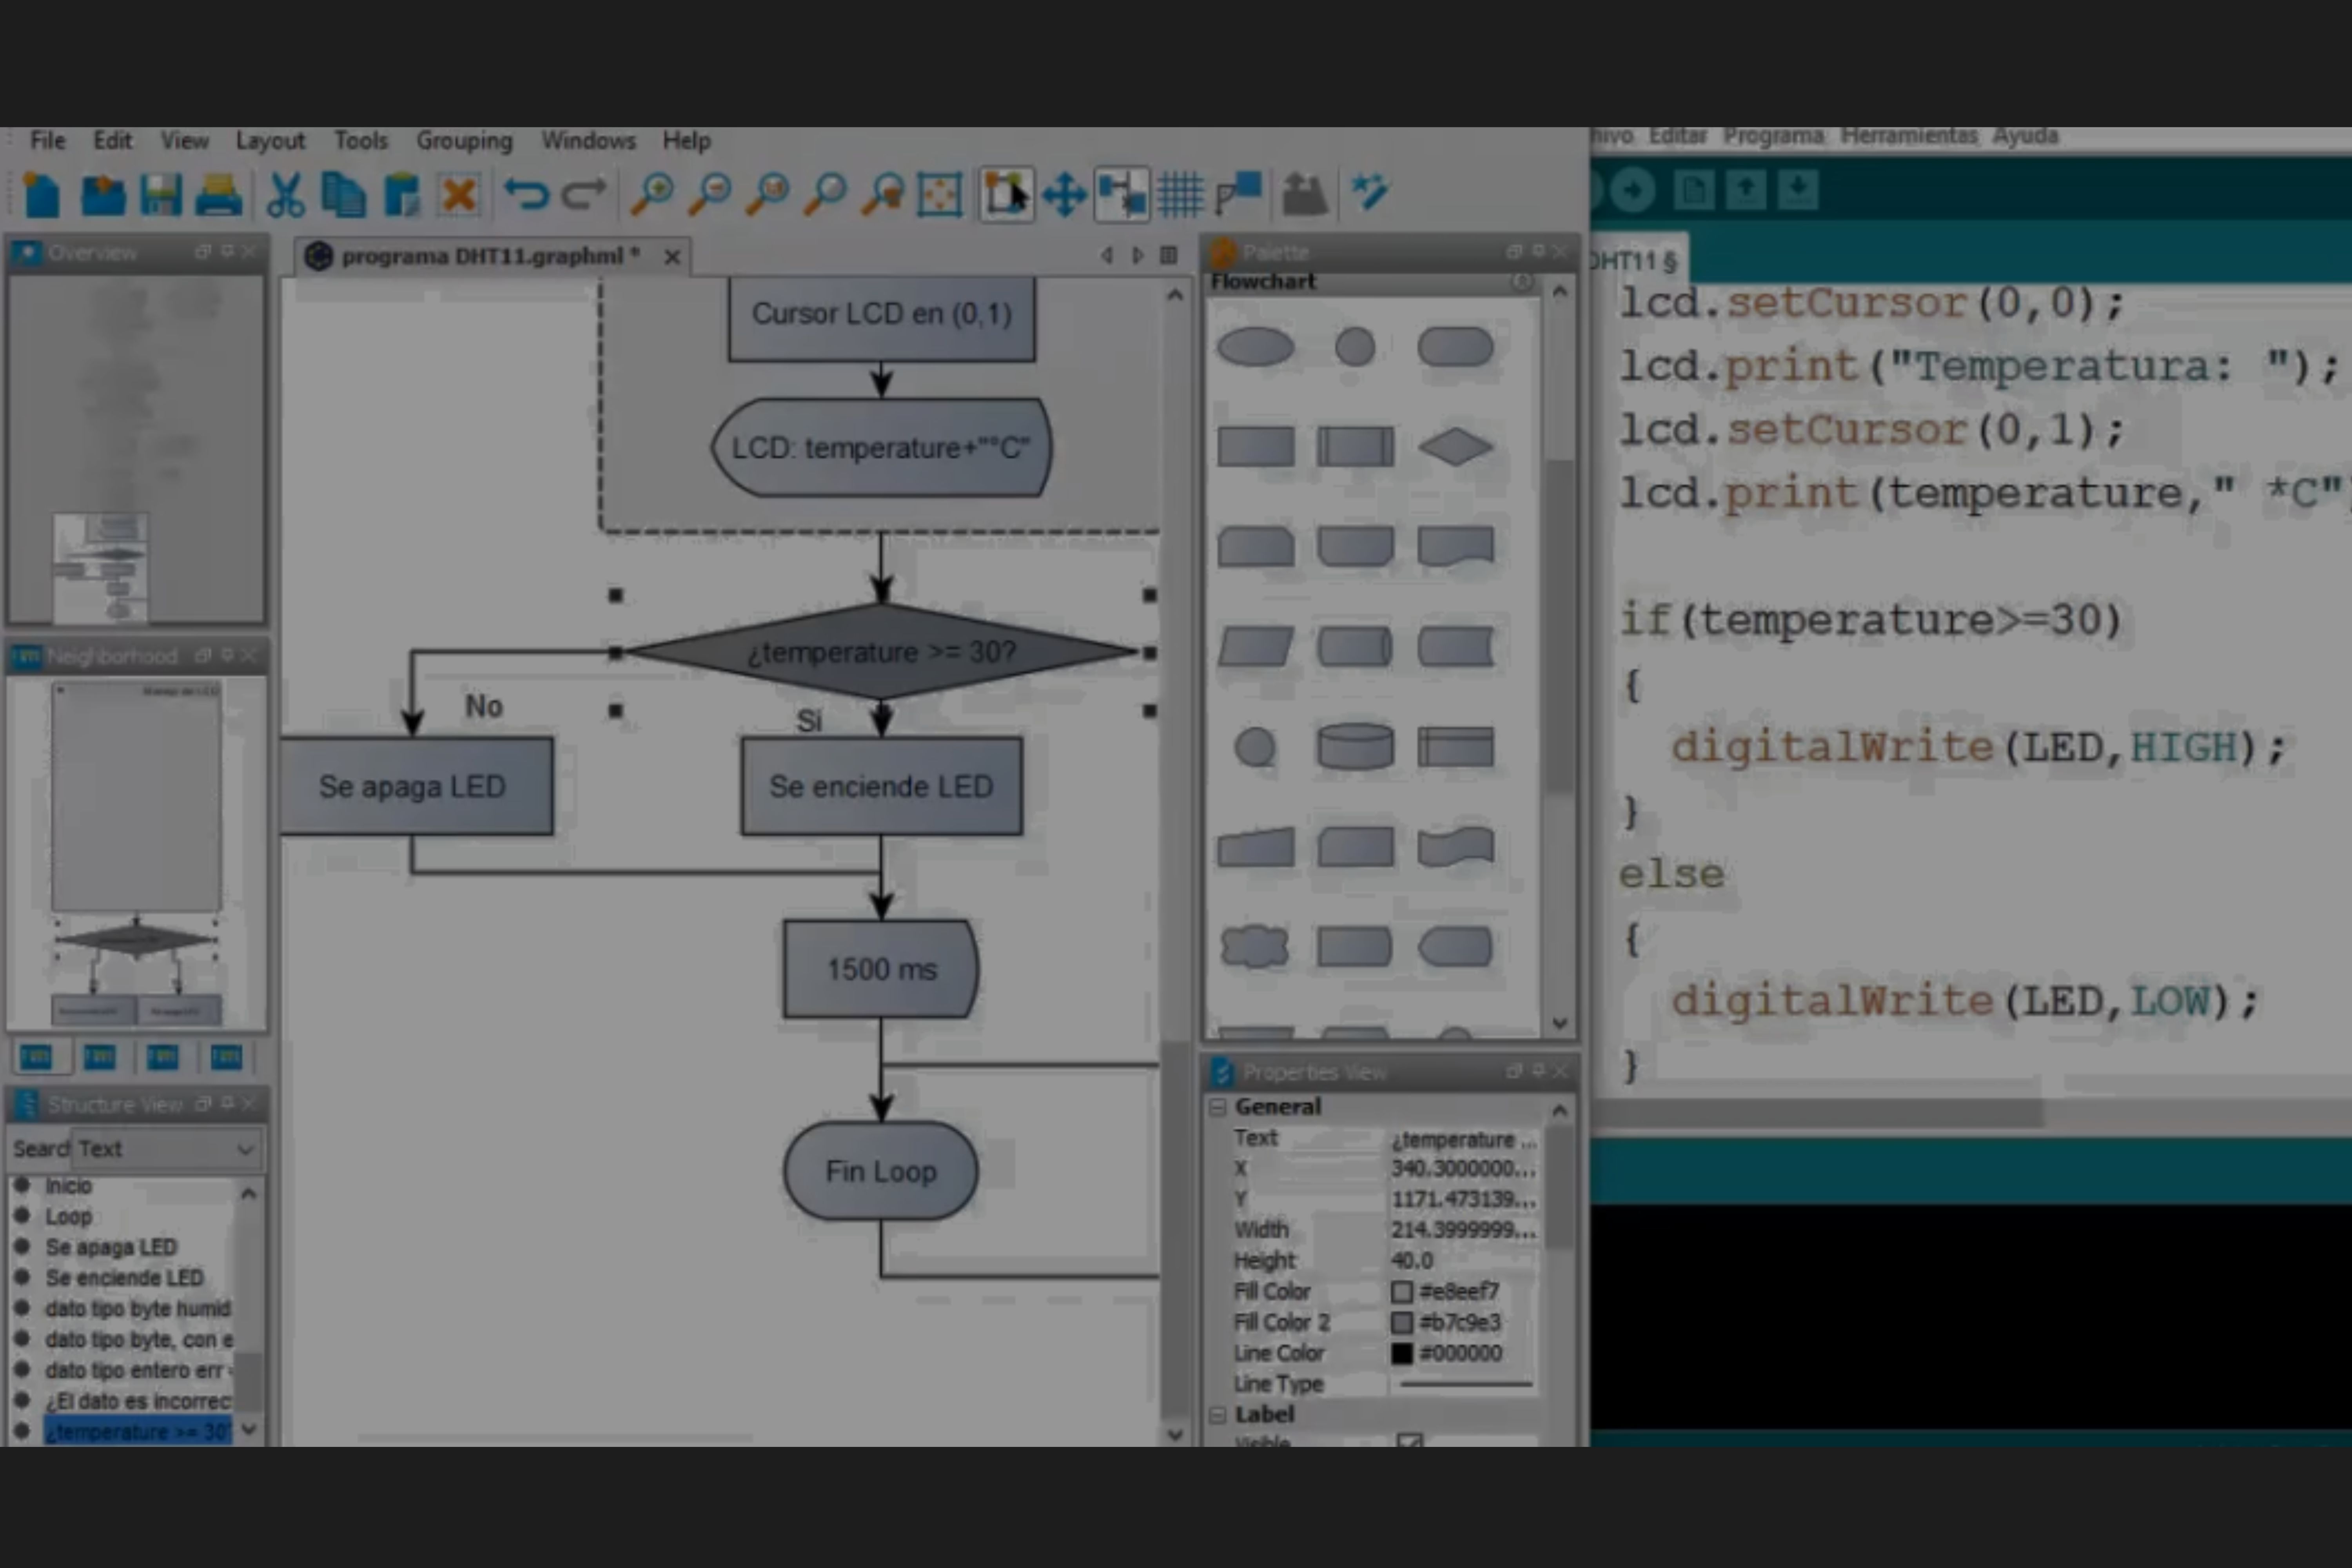 File Edit View Layout Tools Grouping Windows Help
Overview
programa DHT11.graphml *
Cursor LCD en (0,1)
LCD: temperature+"°C"
¿temperature >= 30?
No
Si
Se apaga LED
Se enciende LED
1500 ms
Fin Loop
Neighborhood
Structure View
Text
Inicio
Loop
Se apaga LED
Se enciende LED
dato tipo byte humid
dato tipo byte, con e
dato tipo entero err
¿El dato es incorrec
¿temperature >= 30?
Palette
Flowchart
Properties View
General
Text ¿temperature ...
X 340.3000000...
Y 1171.473139...
Width 214.3999999...
Height 40.0
Fill Color #e8eef7
Fill Color 2 #b7c9e3
Line Color #000000
Line Type
Label
Visible
hivo Editar Programa Herramientas Ayuda
DHT11 §
lcd.setCursor(0,0);
lcd.print("Temperatura: ");
lcd.setCursor(0,1);
lcd.print(temperature," *C"
if(temperature>=30)
{
digitalWrite(LED,HIGH);
}
else
{
digitalWrite(LED,LOW);
}